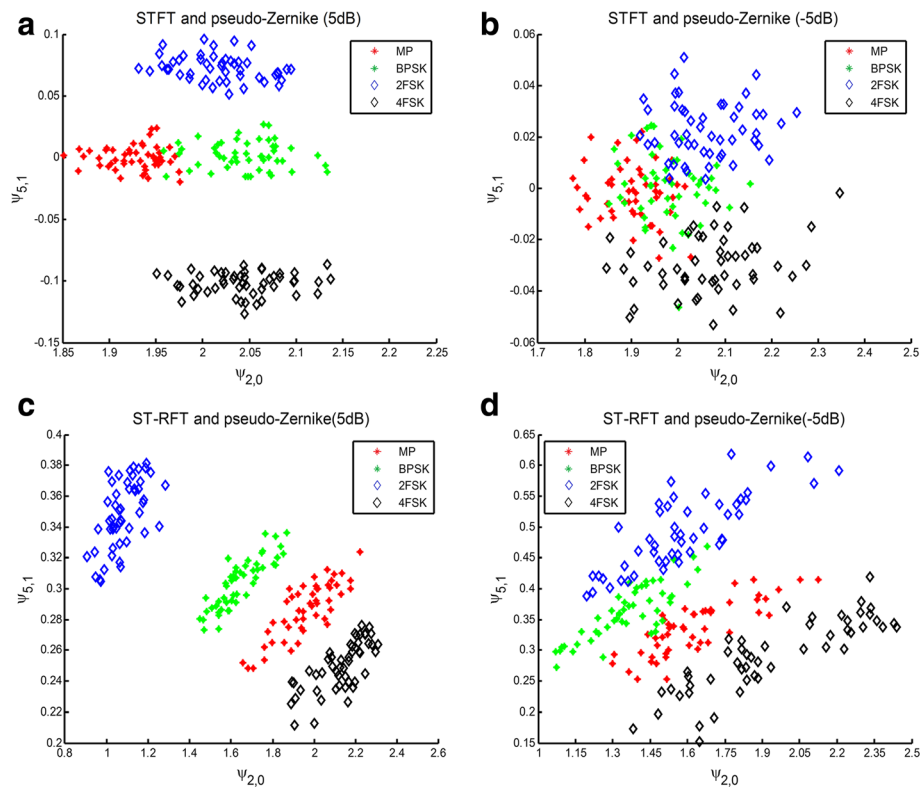 a
STFT and pseudo-Zernike (5dB)
0.1
0.05
0
-0.05
-0.1
-0.15
ψ5,1
MP
BPSK
2FSK
4FSK
1.85 1.9 1.95 2 2.05 2.1 2.15 2.2 2.25
ψ2,0
b
STFT and pseudo-Zernike (-5dB)
0.06
0.04
0.02
0
-0.02
-0.04
-0.06
ψ5,1
MP
BPSK
2FSK
4FSK
1.7 1.8 1.9 2 2.1 2.2 2.3 2.4 2.5
ψ2,0
c
ST-RFT and pseudo-Zernike(5dB)
0.4
0.38
0.36
0.34
0.32
0.3
0.28
0.26
0.24
0.22
0.2
ψ5,1
MP
BPSK
2FSK
4FSK
0.8 1 1.2 1.4 1.6 1.8 2 2.2 2.4 2.6
ψ2,0
d
ST-RFT and pseudo-Zernike(-5dB)
0.65
0.6
0.55
0.5
0.45
0.4
0.35
0.3
0.25
0.2
0.15
ψ5,1
MP
BPSK
2FSK
4FSK
1 1.15 1.3 1.45 1.6 1.75 1.9 2.05 2.2 2.35 2.5
ψ2,0